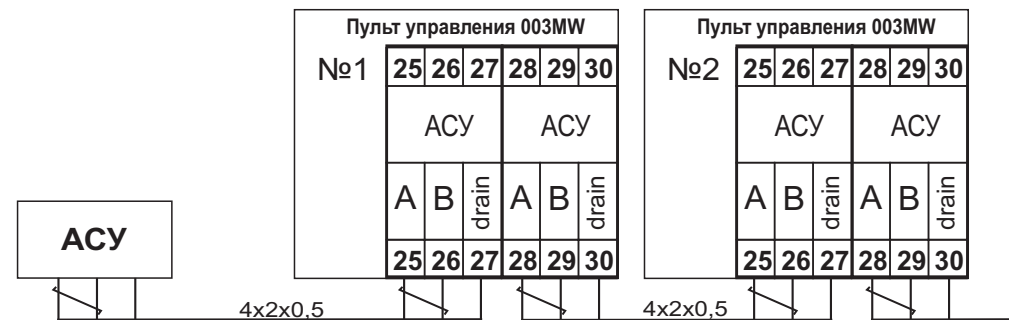 Пульт управления 003MW
№1 25 26 27 28 29 30
АСУ АСУ
A B drain A B drain
25 26 27 28 29 30
Пульт управления 003MW
№2 25 26 27 28 29 30
АСУ АСУ
A B drain A B drain
25 26 27 28 29 30
АСУ
4x2x0,5
4x2x0,5